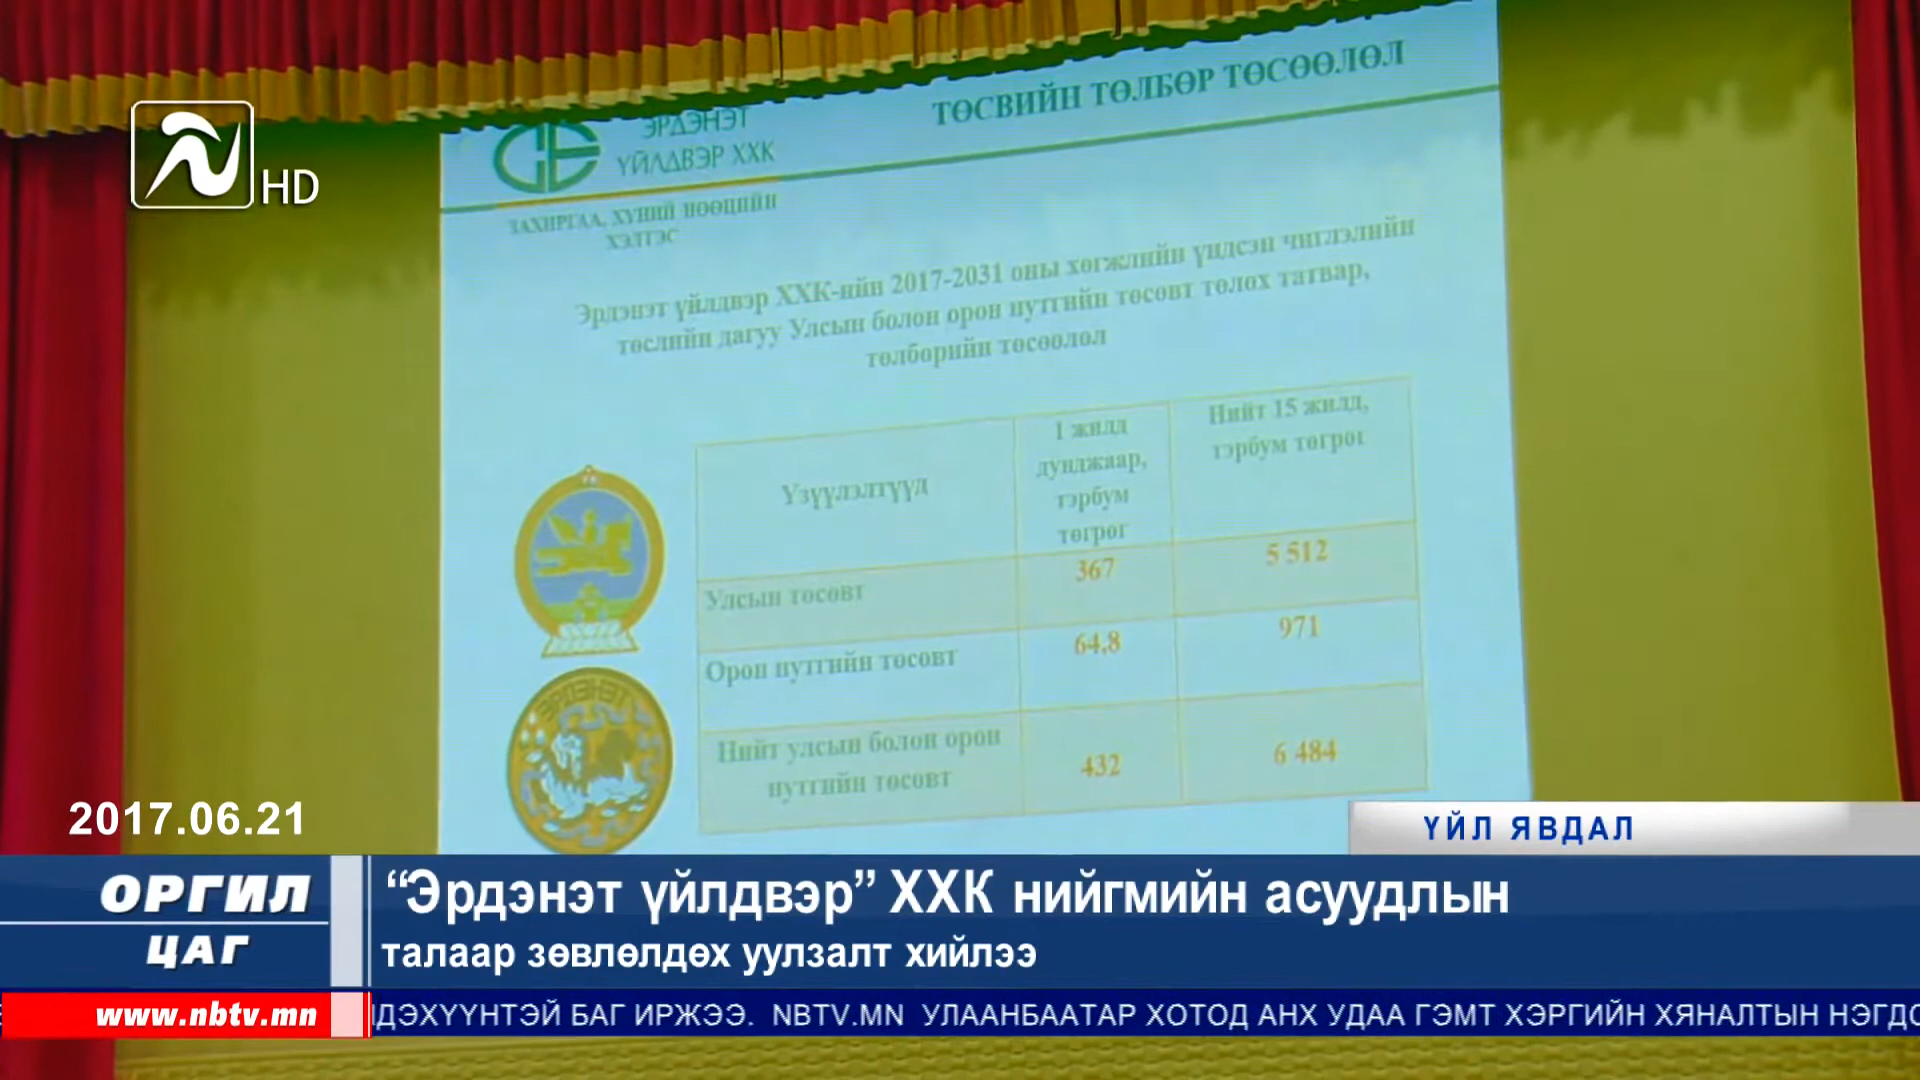 HD
ЭРДЭНЭТ
ҮЙЛДВЭР ХХК
ЗАХИРГАА, ХҮНИЙ НӨӨЦИЙН
ХЭЛТЭС
ТӨСВИЙН ТӨЛБӨР ТӨСӨӨЛӨЛ
Эрдэнэт үйлдвэр ХХК-ийн 2017-2031 оны хөгжлийн үндсэн чиглэлийн
төслийн дагуу Улсын болон орон нутгийн төсөвт төлөх татвар,
төлбөрийн төсөөлөл
Үзүүлэлтүүд
1 жилд
дунджаар,
тэрбум
төгрөг
Нийт 15 жилд,
тэрбум төгрөг
Улсын төсөвт
367
5 512
Орон нутгийн төсөвт
64,8
971
Нийт улсын болон орон
нутгийн төсөвт
432
6 484
2017.06.21
ҮЙЛ ЯВДАЛ
ОРГИЛ
ЦАГ
“Эрдэнэт үйлдвэр” ХХК нийгмийн асуудлын
талаар зөвлөлдөх уулзалт хийлээ
www.nbtv.mn
ДЭХҮҮНТЭЙ БАГ ИРЖЭЭ. NBTV.MN УЛААНБААТАР ХОТОД АНХ УДАА ГЭМТ ХЭРГИЙН ХЯНАЛТЫН НЭГДС